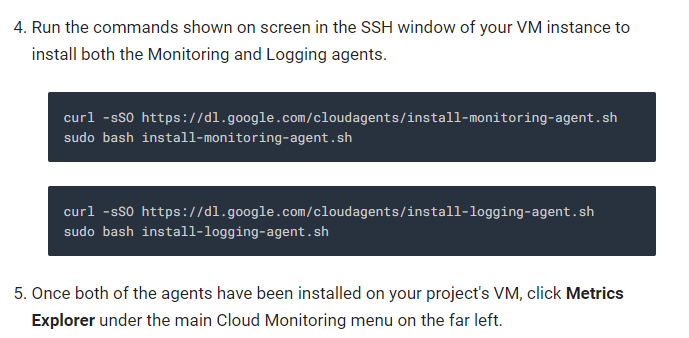 4. Run the commands shown on screen in the SSH window of your VM instance to
install both the Monitoring and Logging agents.
curl -sSO https://dl.google.com/cloudagents/install-monitoring-agent.sh
sudo bash install-monitoring-agent.sh
curl -sSO https://dl.google.com/cloudagents/install-logging-agent.sh
sudo bash install-logging-agent.sh
5. Once both of the agents have been installed on your project's VM, click Metrics
Explorer under the main Cloud Monitoring menu on the far left.